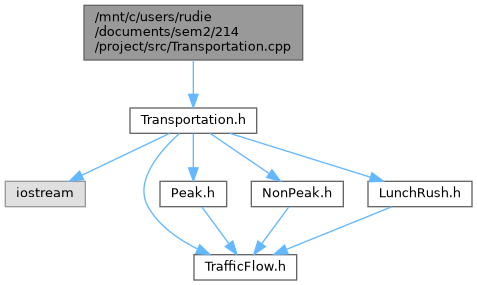 /mnt/c/users/rudie
/documents/sem2/214
/project/src/Transportation.cpp
Transportation.h
iostream
Peak.h
NonPeak.h
LunchRush.h
TrafficFlow.h